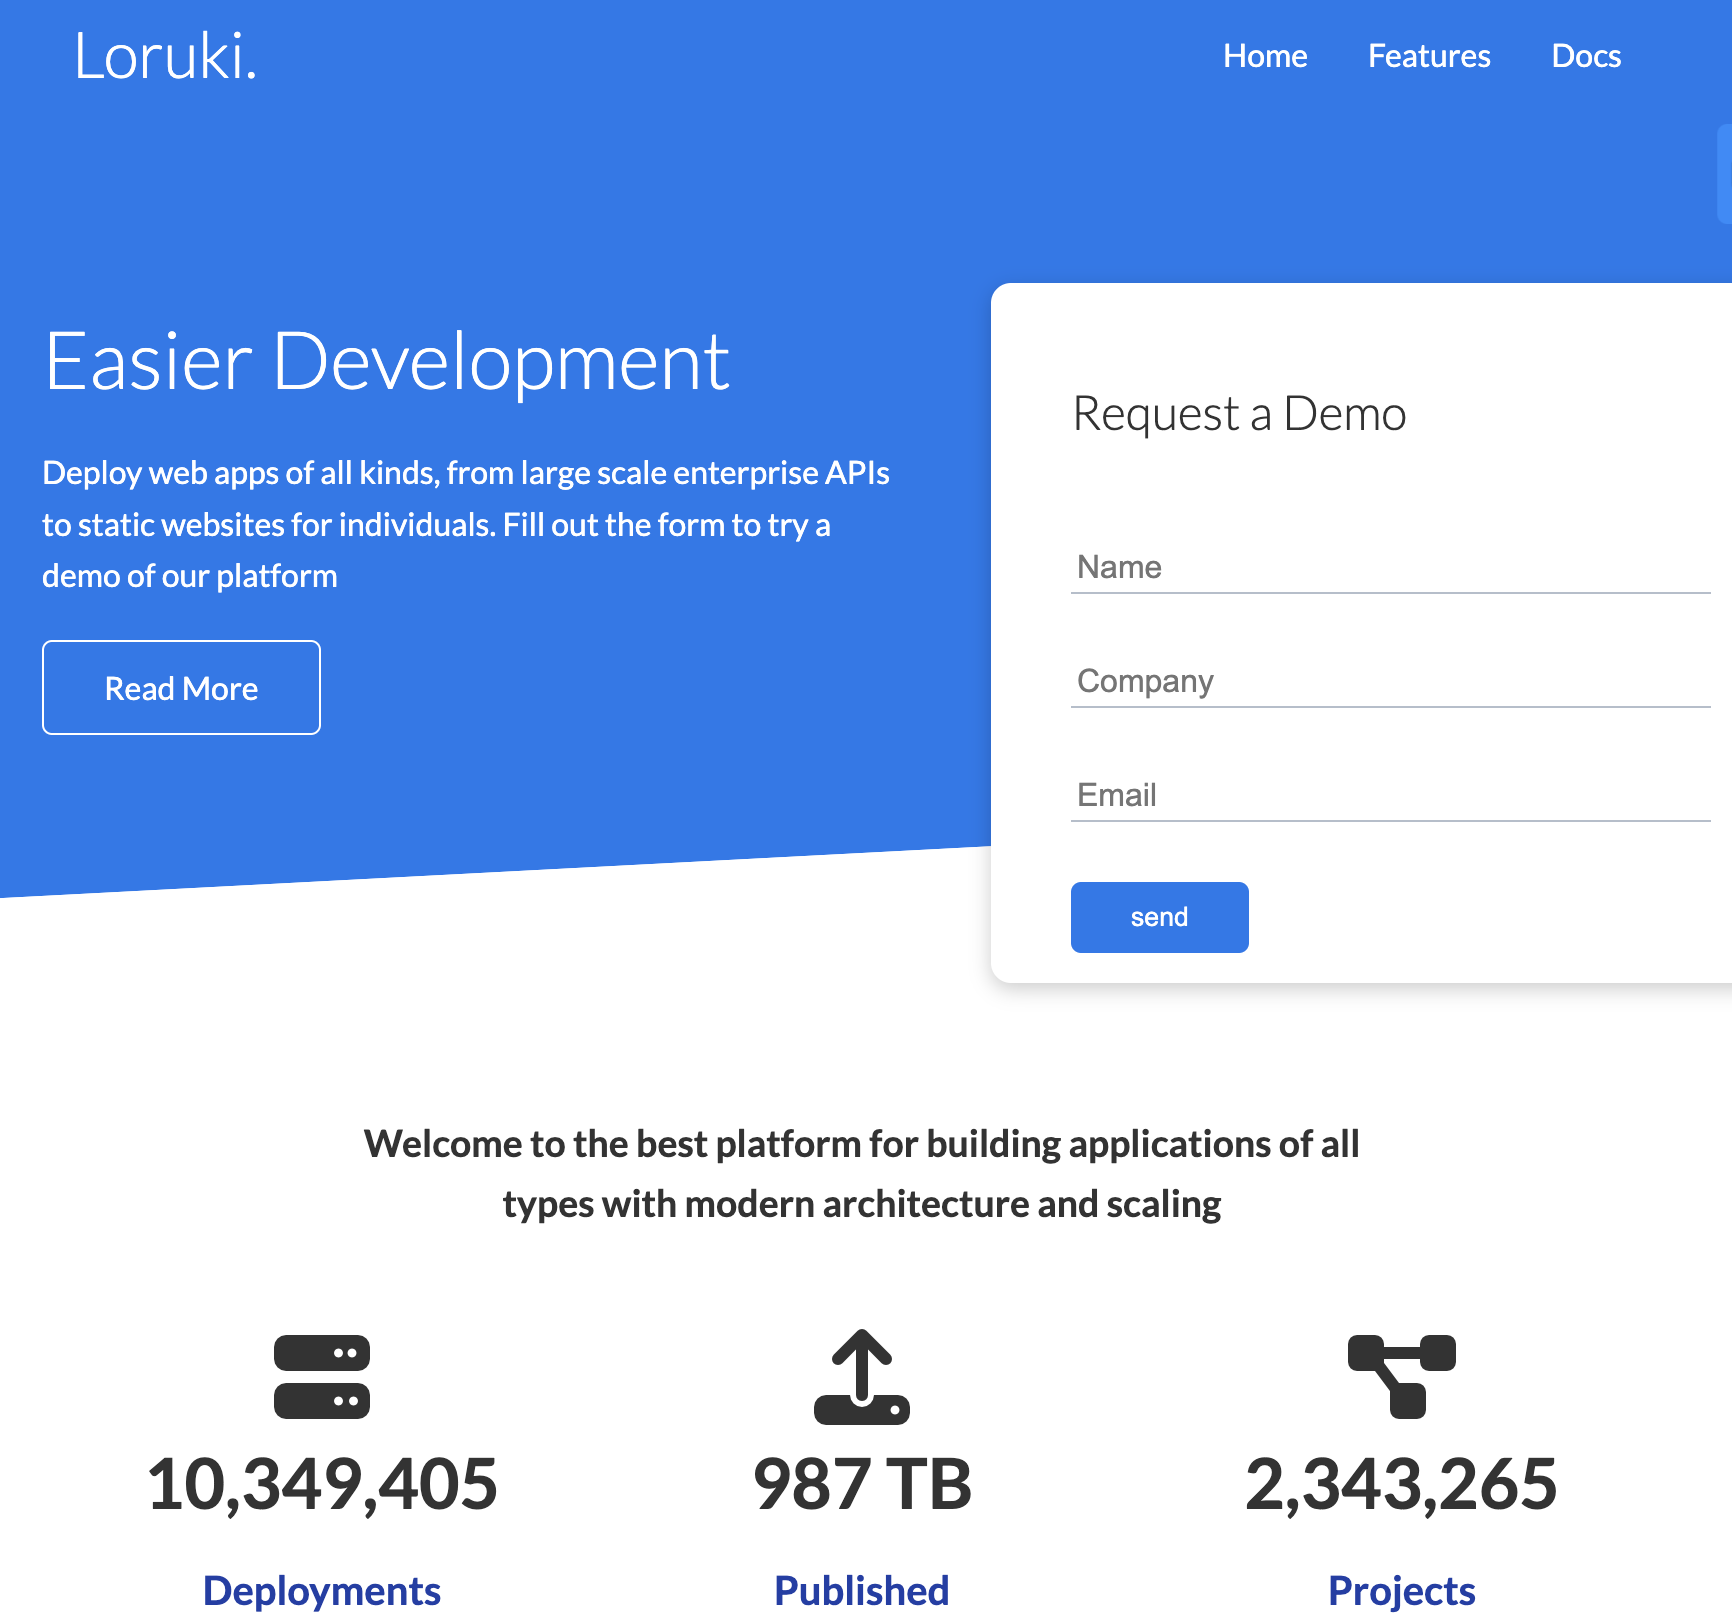 Loruki.
Home Features Docs
Easier Development
Deploy web apps of all kinds, from large scale enterprise APIs
to static websites for individuals. Fill out the form to try a
demo of our platform
Read More
Request a Demo
Name
Company
Email
send
Welcome to the best platform for building applications of all
types with modern architecture and scaling
10,349,405
Deployments
987 TB
Published
2,343,265
Projects